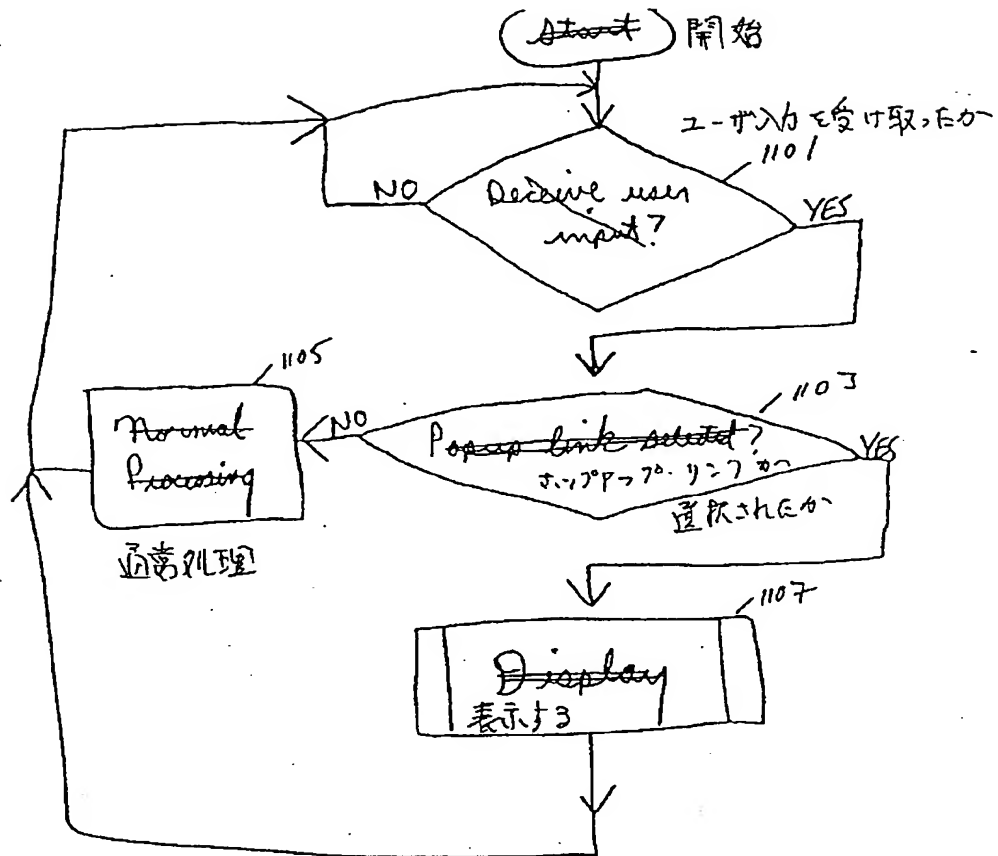 Start 開始
ユーザ入力を受け取ったか
1101
NO
Receive user
input?
YES
1105
1103
Normal
Processing
NO
Popup link selected?
ポップアップ・リンクが
YES
選択されたか
通常処理
1107
Display
表示する